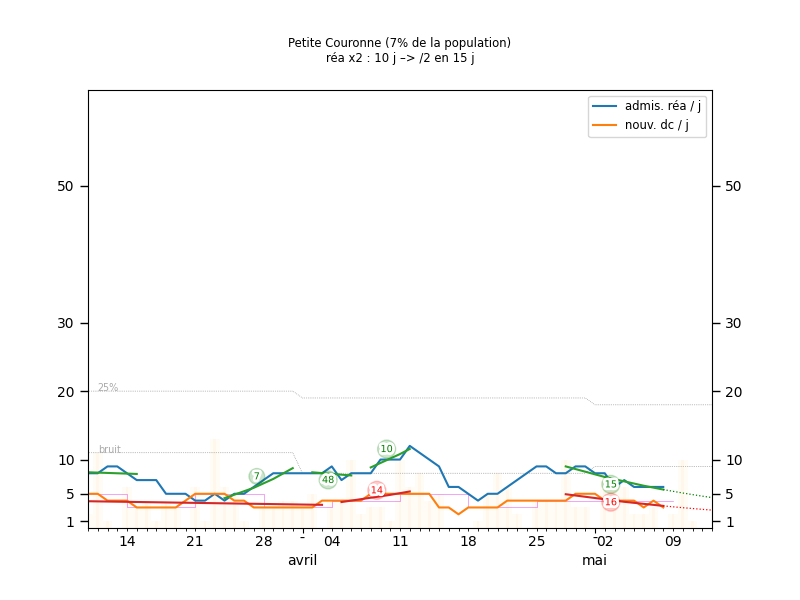 Petite Couronne (7% de la population)
réa x2 : 10 j –> /2 en 15 j
admis. réa / j
nouv. dc / j
50 50
30 30
20 20
25%
10 10
bruit
10
7
48
14
15
16
5 5
1 1
14 21 28 - 04 11 18 25 - 02 09
avril mai